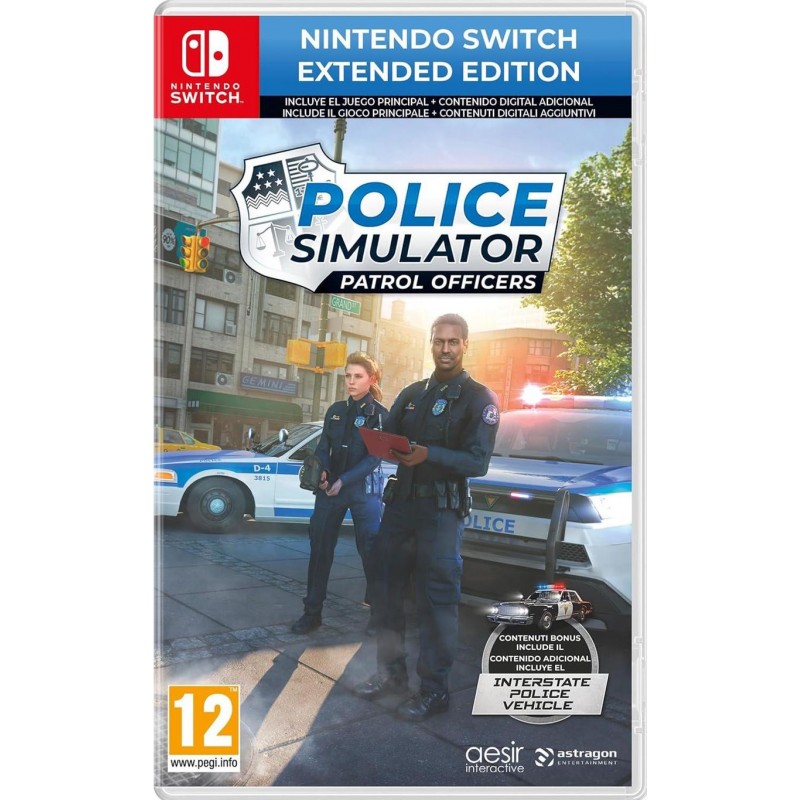 NINTENDO
SWITCH
NINTENDO SWITCH
EXTENDED EDITION
INCLUYE EL JUEGO PRINCIPAL + CONTENIDO DIGITAL ADICIONAL
INCLUDE IL GIOCO PRINCIPALE + CONTENUTI DIGITALI AGGIUNTIVI
POLICE
SIMULATOR
PATROL OFFICERS
GRAND
GEMINI
D-4
3815
POLICE
CONTENUTI BONUS
INCLUDE IL
CONTENIDO ADICIONAL
INCLUYE EL
INTERSTATE
POLICE
VEHICLE
12
www.pegi.info
aesir
interactive
astragon
ENTERTAINMENT